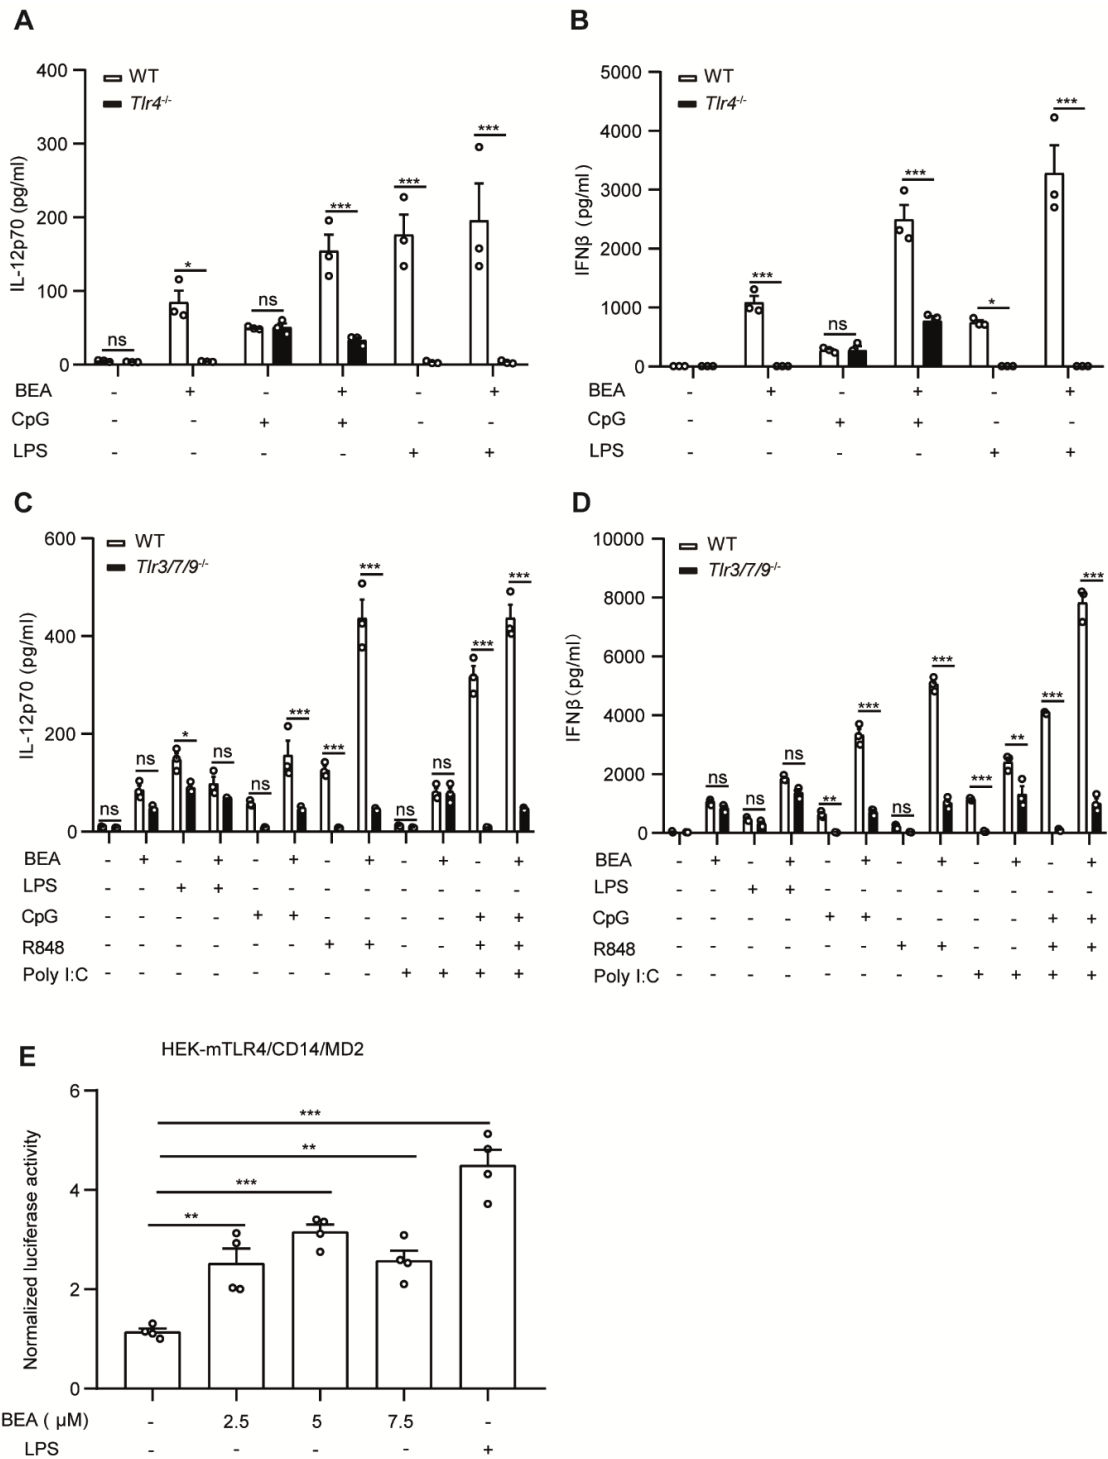 A
IL-12p70 (pg/ml)
400
300
200
100
0
WT
Tlr4-/-
ns
*
ns
***
***
***
BEA - + - + - +
CpG - - + + - -
LPS - - - - + +
B
IFNβ (pg/ml)
5000
4000
3000
2000
1000
0
WT
Tlr4-/-
***
ns
***
*
***
BEA - + - + - +
CpG - - + + - -
LPS - - - - + +
C
IL-12p70 (pg/ml)
600
400
200
0
WT
Tlr3/7/9-/-
ns
ns
*
ns
ns
***
***
***
ns
ns
***
***
BEA - + - + - + - + - + - +
LPS - - + + - - - - - - - -
CpG - - - - + + - - - - + +
R848 - - - - - - + + - - + +
Poly I:C - - - - - - - - + + + +
D
IFNβ(pg/ml)
10000
8000
6000
4000
2000
0
WT
Tlr3/7/9-/-
ns
ns
ns
**
***
ns
***
***
**
***
***
BEA - + - + - + - + - + - +
LPS - - + + - - - - - - - -
CpG - - - - + + - - - - + +
R848 - - - - - - + + - - + +
Poly I:C - - - - - - - - + + + +
E
HEK-mTLR4/CD14/MD2
Normalized luciferase activity
6
4
2
0
***
**
***
**
BEA ( μM) - 2.5 5 7.5 -
LPS - - - - +